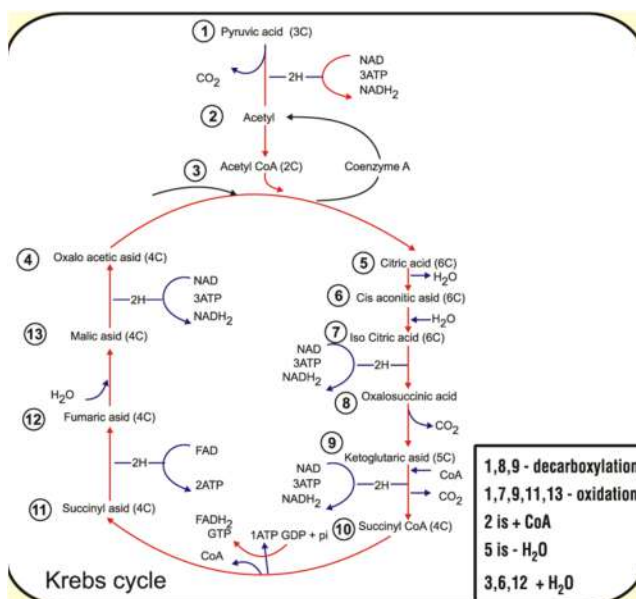 1 Pyruvic acid (3C)
CO2
2H
NAD
3ATP
NADH2
2 Acetyl
3
Acetyl CoA (2C)
Coenzyme A
4 Oxalo acetic asid (4C)
5 Citric acid (6C)
H2O
6 Cis aconitic asid (6C)
H2O
7 Iso Citric acid (6C)
NAD
3ATP
NADH2
2H
8 Oxalosuccinic acid
CO2
9 Ketoglutaric asid (5C)
NAD
3ATP
NADH2
2H
CoA
CO2
10 Succinyl CoA (4C)
1ATP GDP + pi
FADH2
GTP
CoA
11 Succinyl asid (4C)
2H
FAD
2ATP
12 Fumaric asid (4C)
H2O
13 Malic asid (4C)
2H
NAD
3ATP
NADH2
Krebs cycle
1,8,9 - decarboxylation
1,7,9,11,13 - oxidation
2 is + CoA
5 is - H2O
3,6,12 + H2O